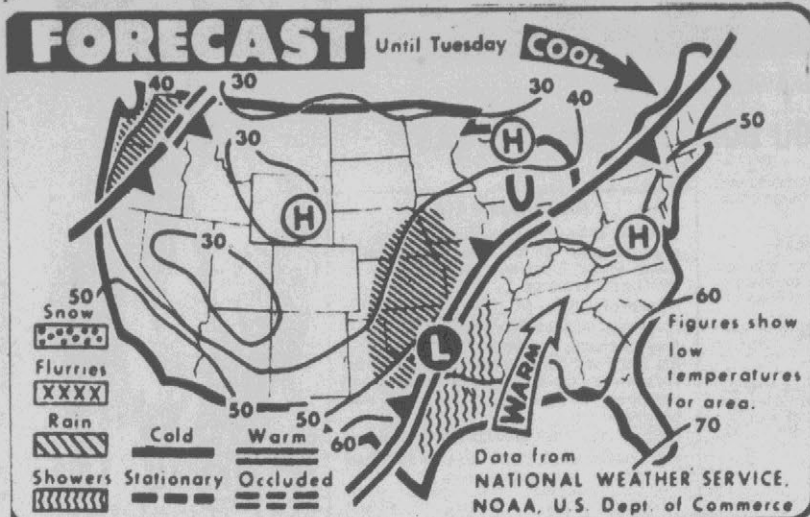 FORECAST Until Tuesday COOL
40 30 30 40
50
30
H
H
H
30
50
Snow
L
60
Figures show
low
temperatures
for area.
Flurries
XXXX
50 50
WARM
Rain
60
70
Cold Warm
Data from
NATIONAL WEATHER SERVICE,
NOAA, U.S. Dept. of Commerce
Showers Stationary Occluded